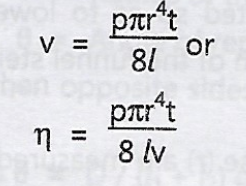 v = pπr⁴t / 8l or
η = pπr⁴t / 8 lv